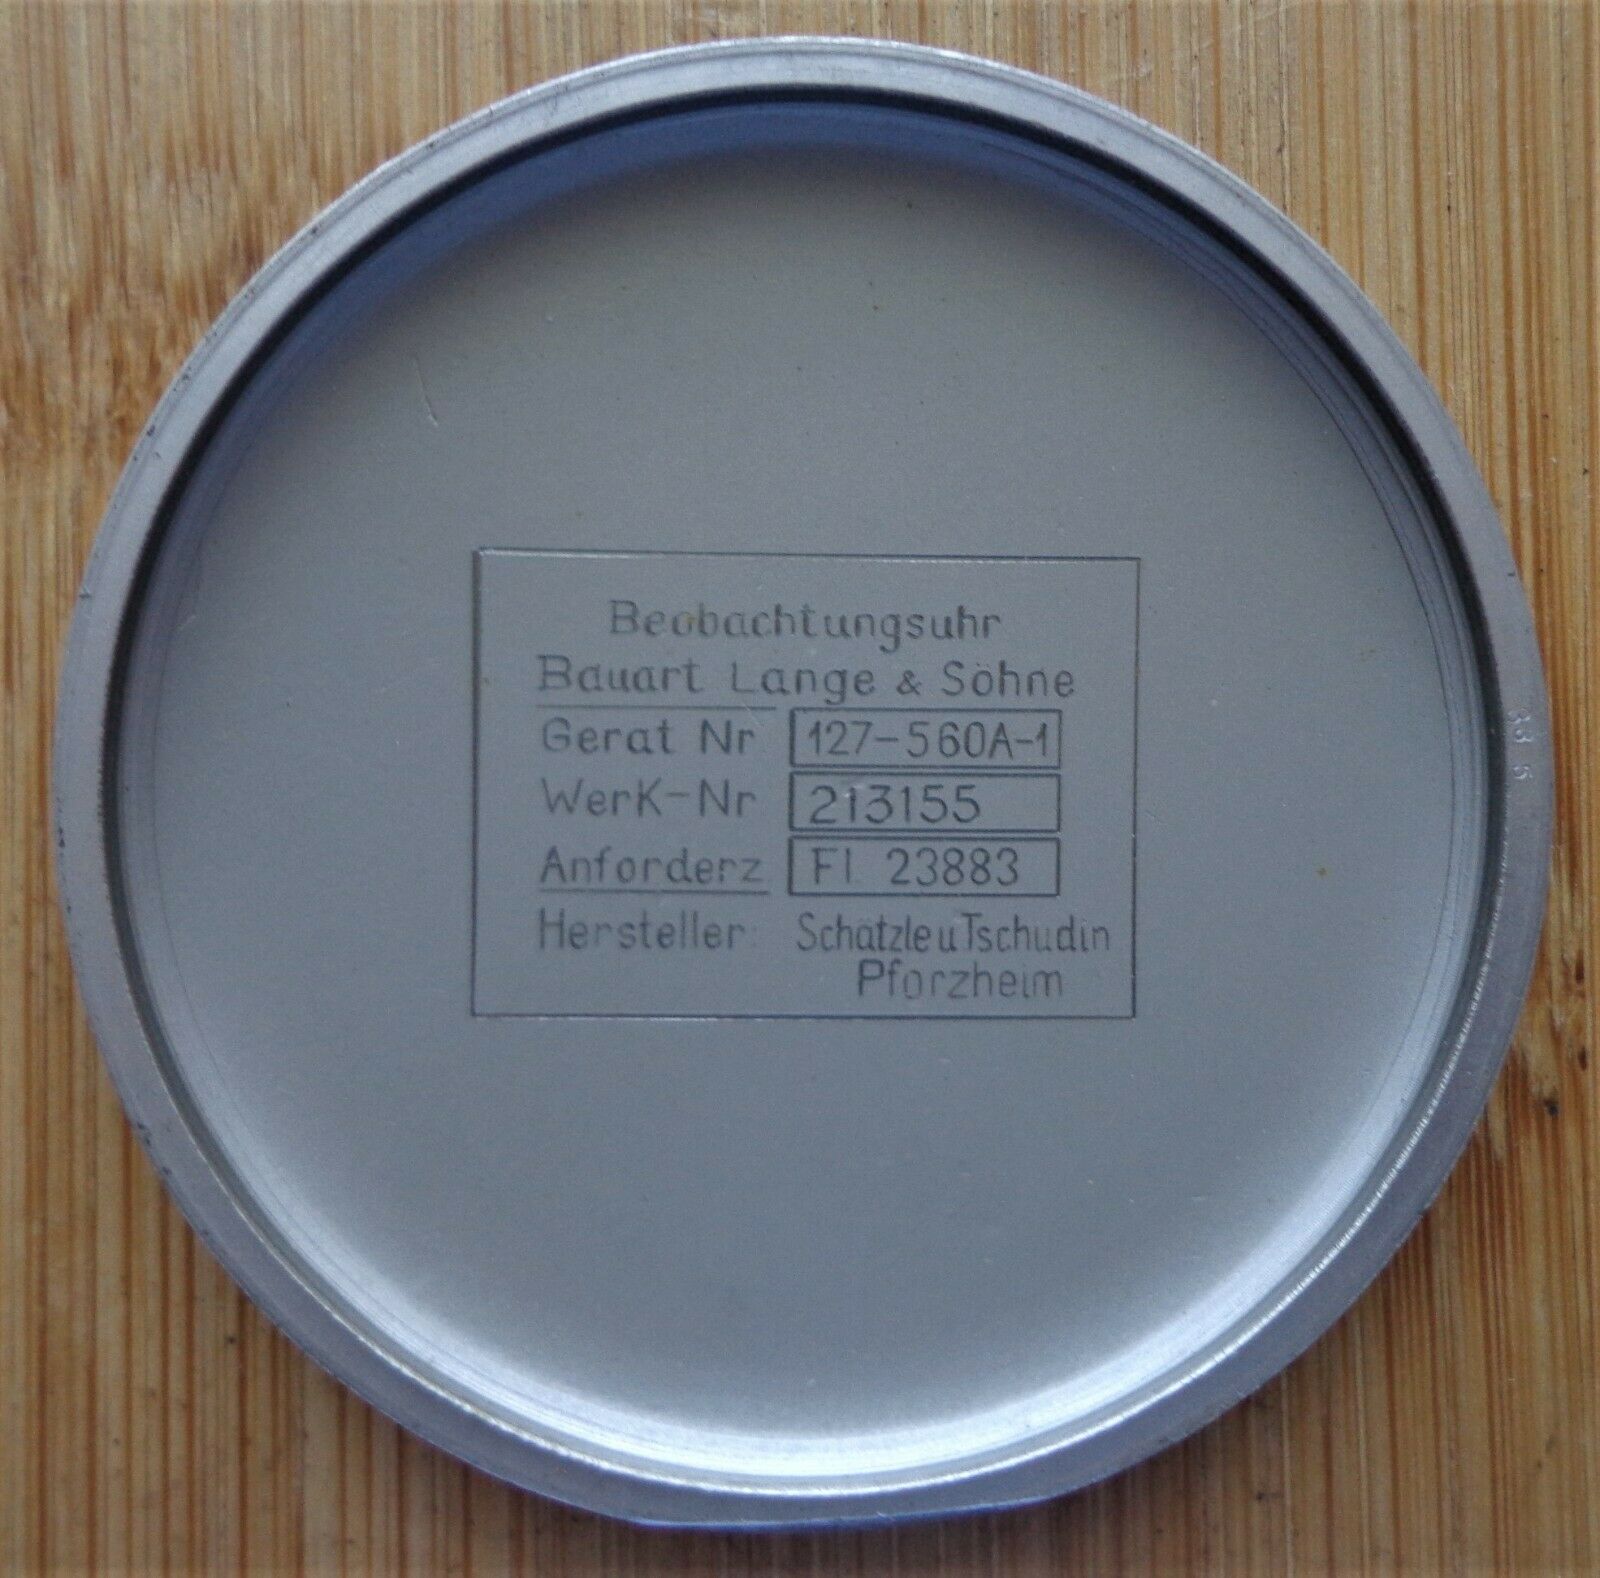 Beobachtungsuhr
Bauart Lange & Söhne
Gerat Nr 127-560A-1
Werk-Nr 213155
Anforderz Fl. 23883
Hersteller: Schätzle u Tschudin
Pforzheim